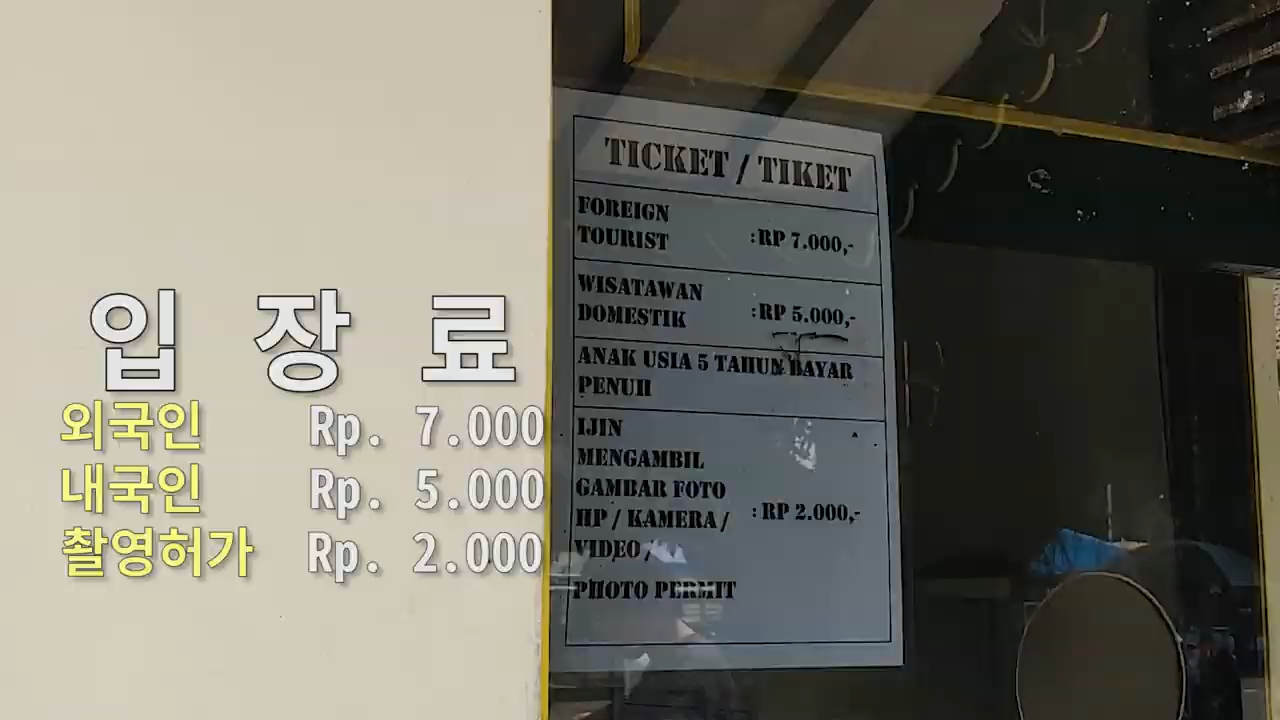 입 장 료
외국인 Rp. 7.000
내국인 Rp. 5.000
촬영허가 Rp. 2.000
TICKET / TIKET
FOREIGN
TOURIST :RP 7.000,-
WISATAWAN
DOMESTIK :RP 5.000,-
ANAK USIA 5 TAHUN BAYAR
PENUH
IJIN
MENGAMBIL
GAMBAR FOTO
HP / KAMERA / : RP 2.000,-
VIDEO /
PHOTO PERMIT